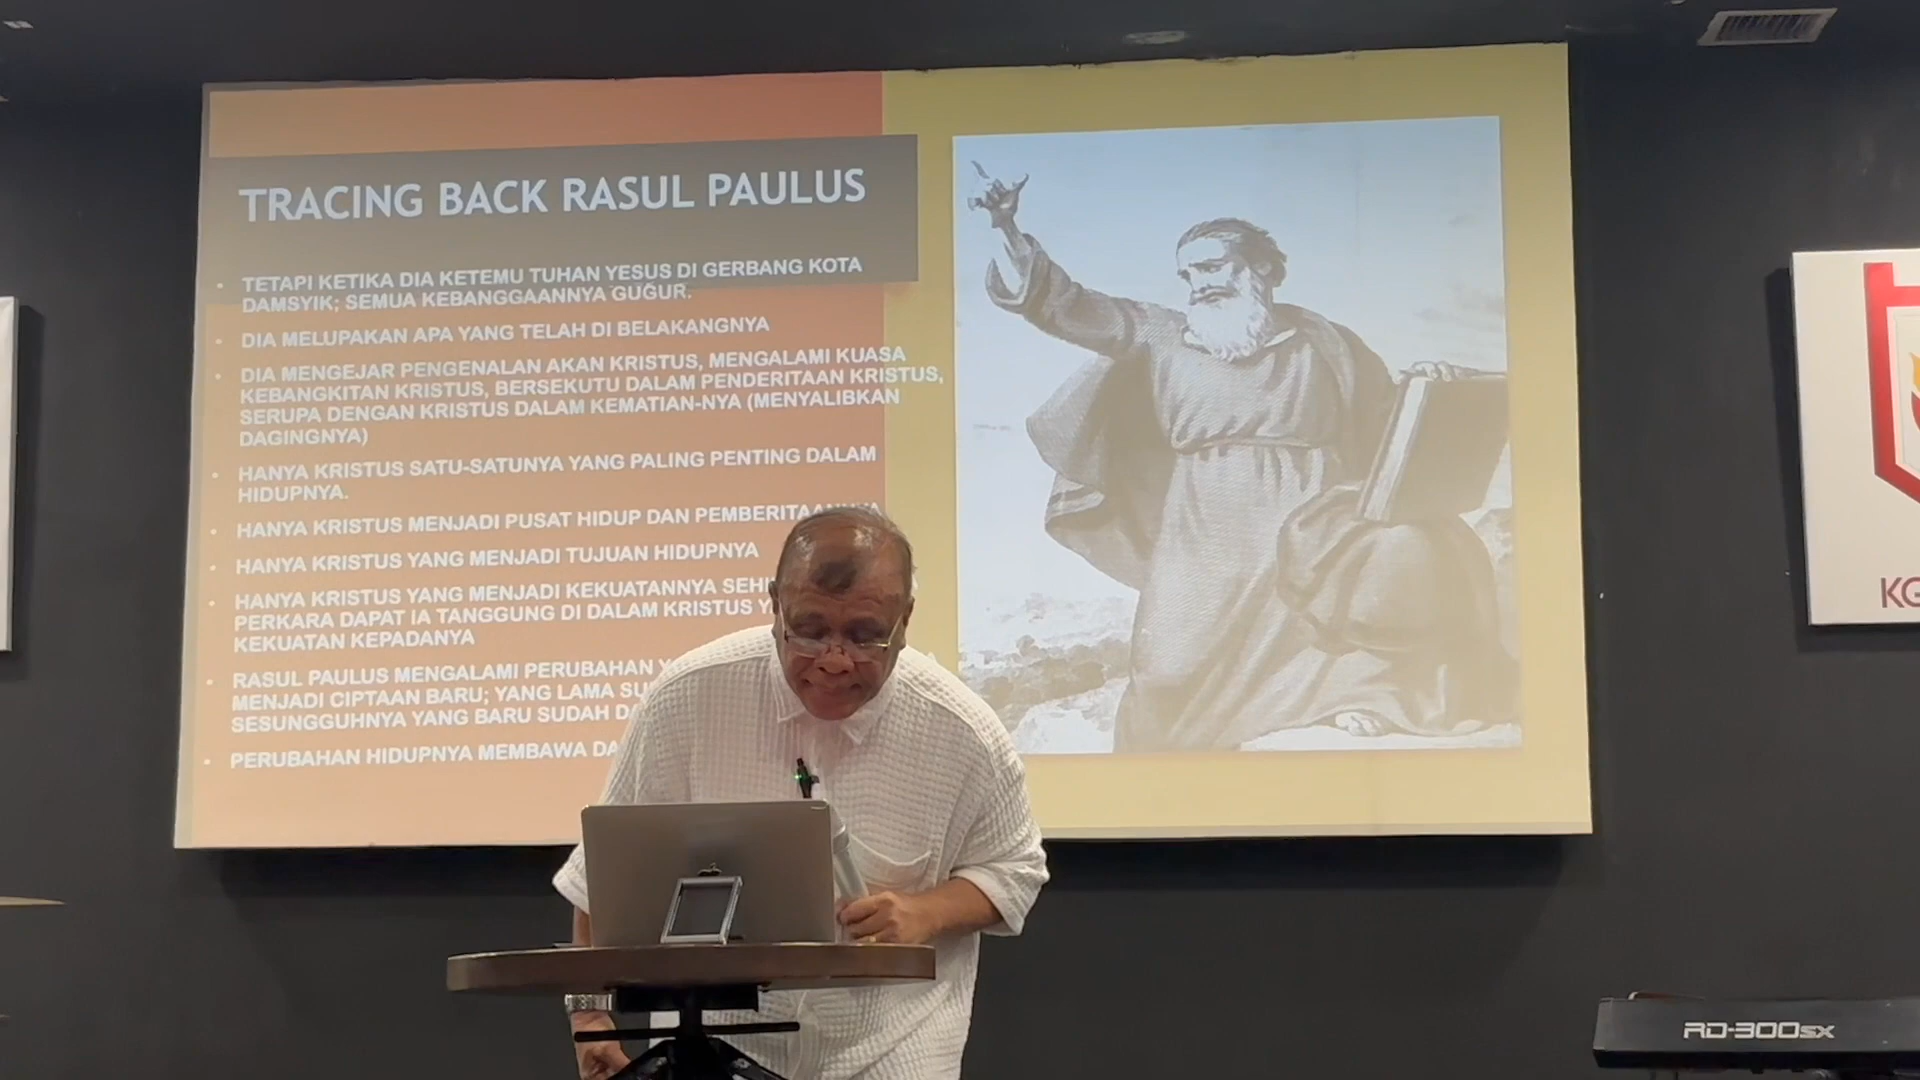 TRACING BACK RASUL PAULUS
• TETAPI KETIKA DIA KETEMU TUHAN YESUS DI GERBANG KOTA
DAMSYIK; SEMUA KEBANGGAANNYA GUGUR.
• DIA MELUPAKAN APA YANG TELAH DI BELAKANGNYA
• DIA MENGEJAR PENGENALAN AKAN KRISTUS, MENGALAMI KUASA
KEBANGKITAN KRISTUS, BERSEKUTU DALAM PENDERITAAN KRISTUS,
SERUPA DENGAN KRISTUS DALAM KEMATIAN-NYA (MENYALIBKAN
DAGINGNYA)
• HANYA KRISTUS SATU-SATUNYA YANG PALING PENTING DALAM
HIDUPNYA.
• HANYA KRISTUS MENJADI PUSAT HIDUP DAN
• HANYA KRISTUS YANG MENJADI TUJUAN HIDUPNYA
• HANYA KRISTUS YANG MENJADI KEKUATANNYA
PERKARA DAPAT IA TANGGUNG DI DALAM KRISTUS
KEKUATAN KEPADANYA
• RASUL PAULUS MENGALAMI PERUBAHAN
MENJADI CIPTAAN BARU; YANG LAMA
SESUNGGUHNYA YANG BARU SUDAH
• PERUBAHAN HIDUPNYA MEMBAWA
KG
RD-300SX